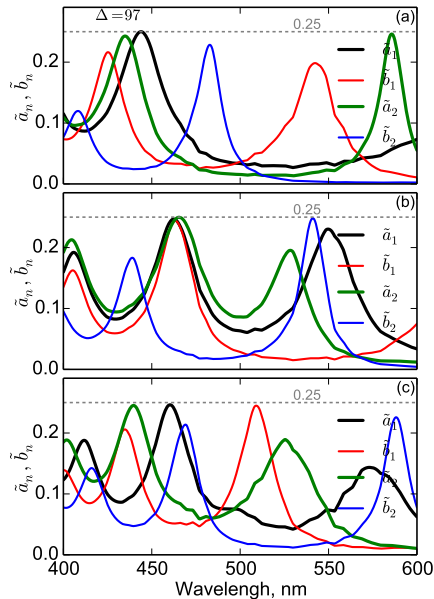 Δ=97
0.25
(a)
ã₁
b̃₁
ã₂
b̃₂
ãₙ, b̃ₙ
0.2
0.1
0.0
0.25
(b)
ã₁
b̃₁
ã₂
b̃₂
ãₙ, b̃ₙ
0.2
0.1
0.0
0.25
(c)
ã₁
b̃₁
ã₂
b̃₂
ãₙ, b̃ₙ
0.2
0.1
0.0
400 450 500 550 600
Wavelengh, nm